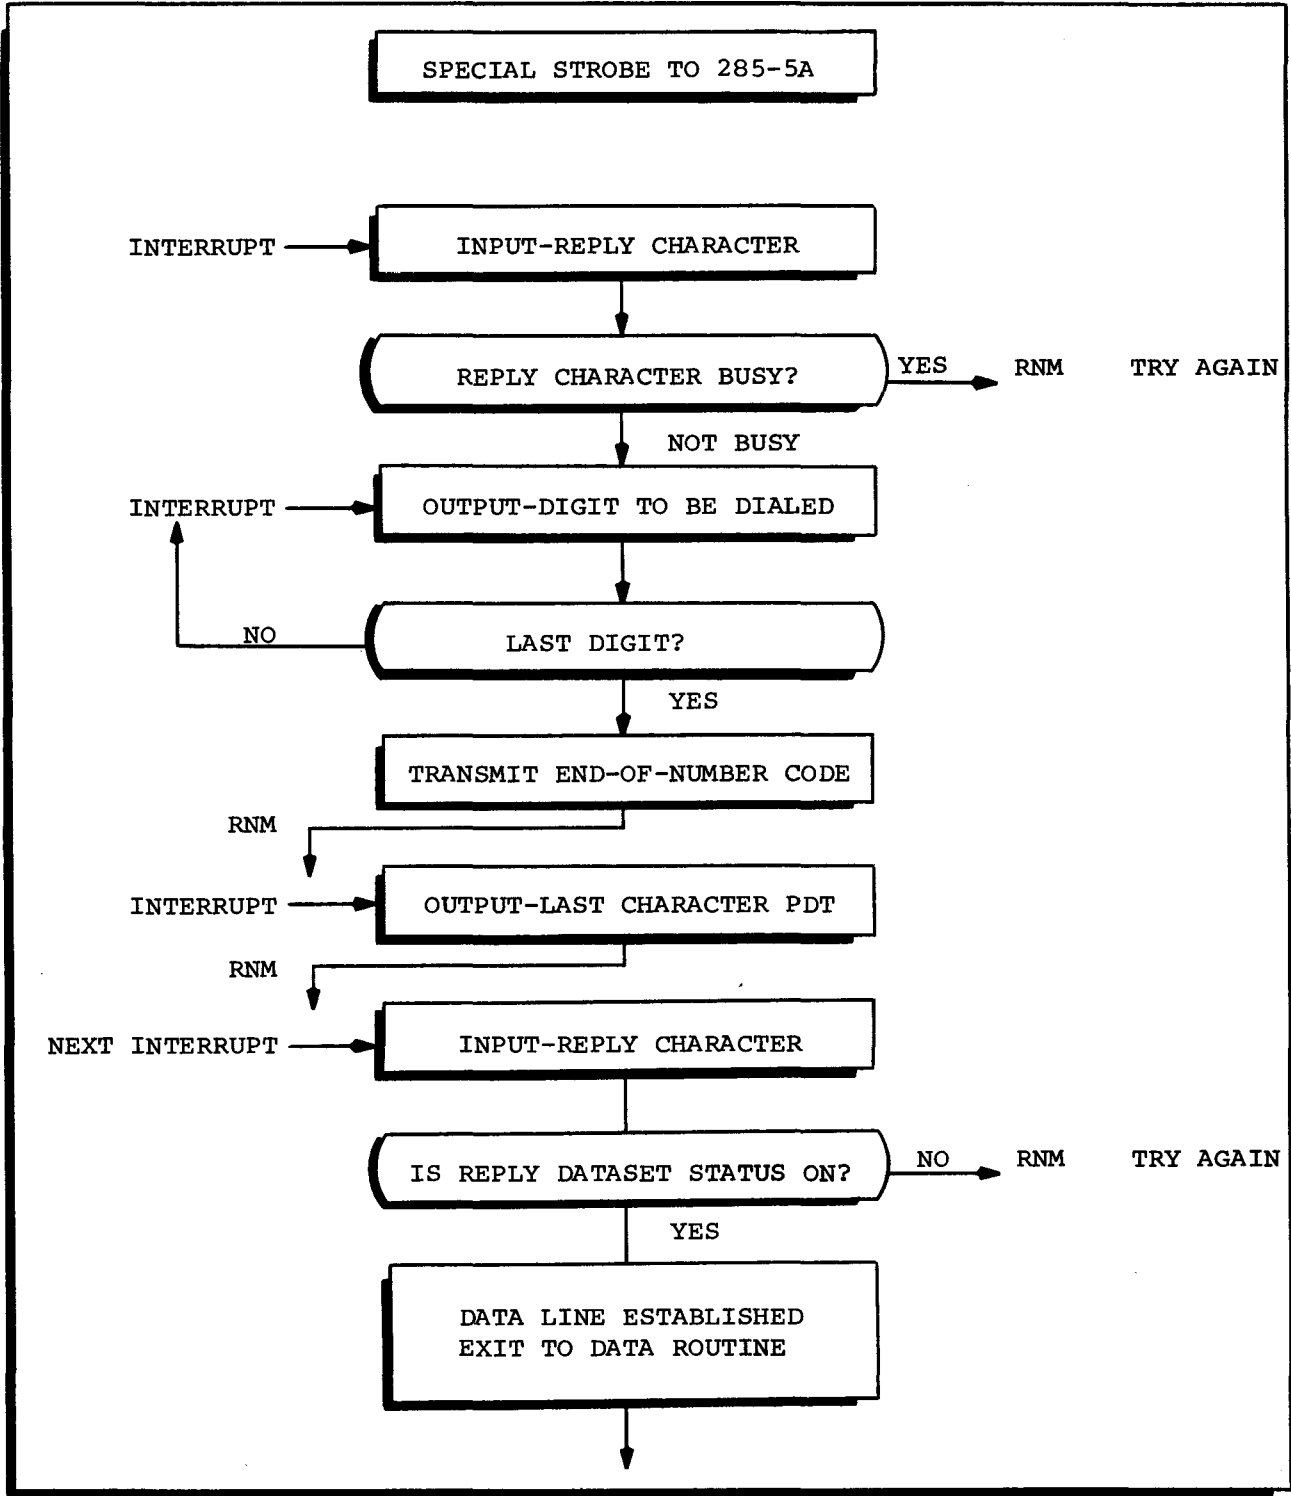 SPECIAL STROBE TO 285-5A
INTERRUPT
INPUT-REPLY CHARACTER
REPLY CHARACTER BUSY?
YES
RNM
TRY AGAIN
NOT BUSY
INTERRUPT
OUTPUT-DIGIT TO BE DIALED
NO
LAST DIGIT?
YES
TRANSMIT END-OF-NUMBER CODE
RNM
INTERRUPT
OUTPUT-LAST CHARACTER PDT
RNM
NEXT INTERRUPT
INPUT-REPLY CHARACTER
IS REPLY DATASET STATUS ON?
NO
RNM
TRY AGAIN
YES
DATA LINE ESTABLISHED
EXIT TO DATA ROUTINE